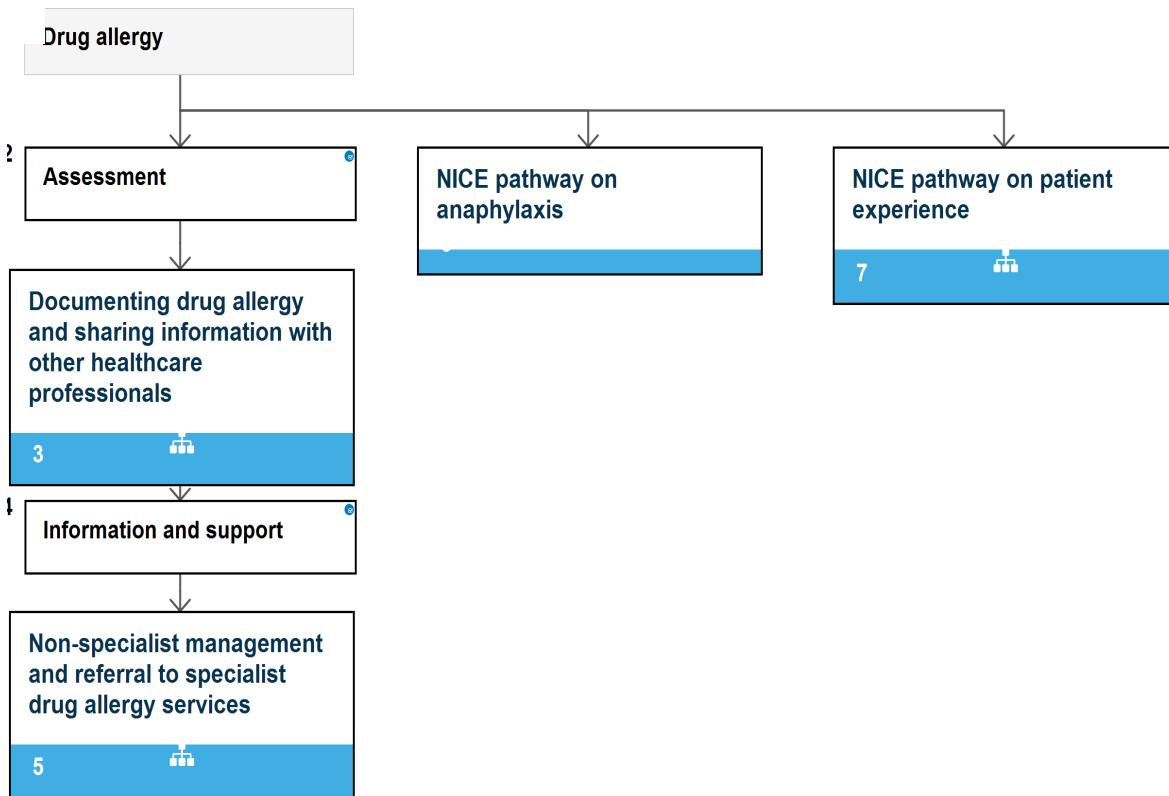 Drug allergy
2
Assessment
NICE pathway on
anaphylaxis
NICE pathway on patient
experience
7
Documenting drug allergy
and sharing information with
other healthcare
professionals
3
4
Information and support
Non-specialist management
and referral to specialist
drug allergy services
5